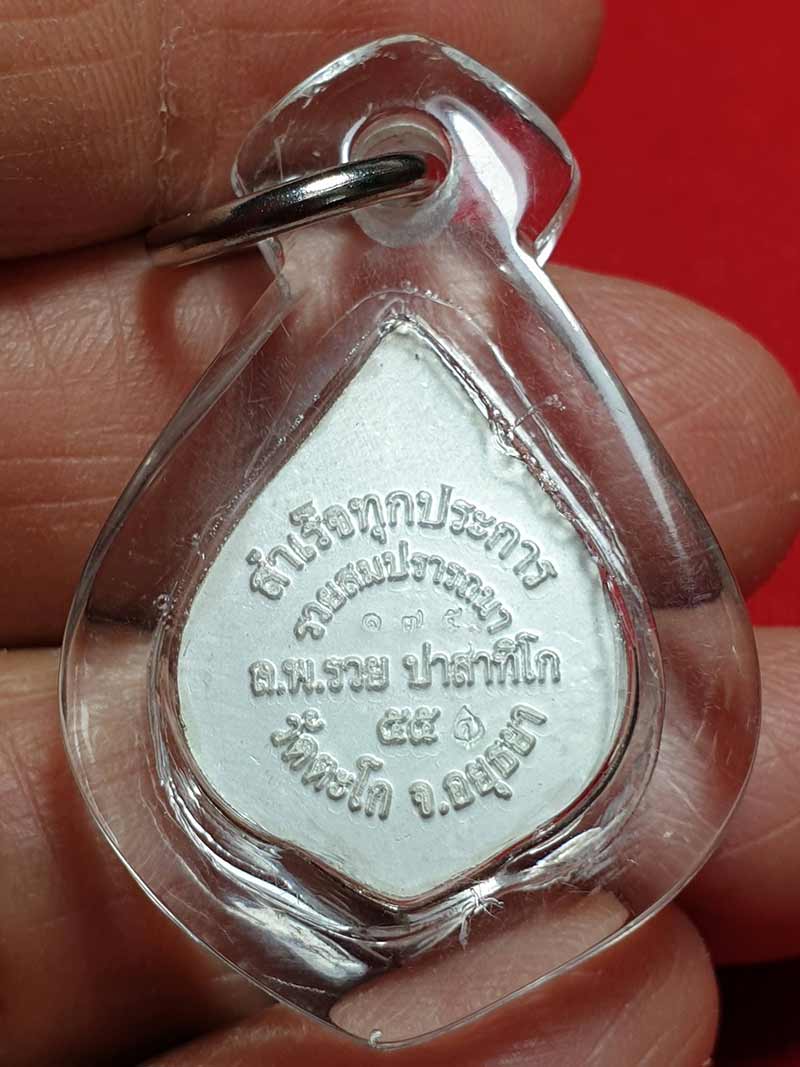 สำเร็จทุกประการ
รวยสมปรารถนา
๑๗๕
ล.พ.รวย ปาสาทิโก
๕๕
วัดตะโก จ.อยุธยา